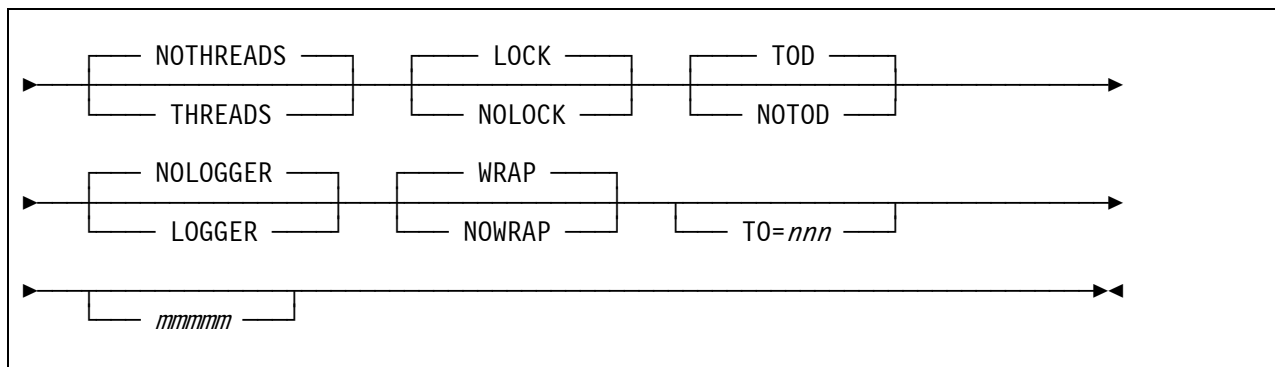 NOTHREADS LOCK TOD
THREADS NOLOCK NOTOD
NOLOGGER WRAP
LOGGER NOWRAP TO=nnn
mmmmm